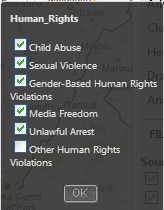 Human_Rights
Child Abuse
Sexual Violence
Gender-Based Human Rights
Violations
Media Freedom
Unlawful Arrest
Other Human Rights
Violations
OK